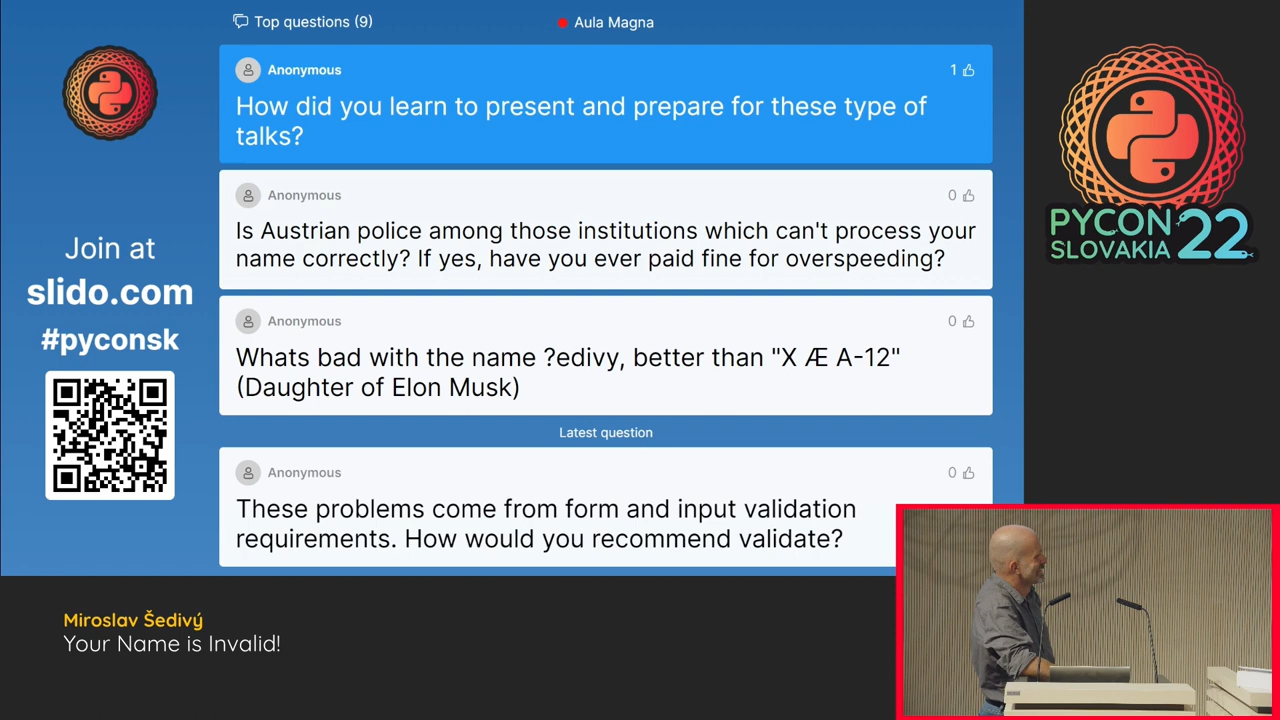 Top questions (9)
Aula Magna
Anonymous
1
How did you learn to present and prepare for these type of
talks?
Anonymous
0
Is Austrian police among those institutions which can't process your
name correctly? If yes, have you ever paid fine for overspeeding?
Anonymous
0
Whats bad with the name ?edivy, better than "X Æ A-12"
(Daughter of Elon Musk)
Latest question
Anonymous
0
These problems come from form and input validation
requirements. How would you recommend validate?
Join at
slido.com
#pyconsk
PYCON
SLOVAKIA
22
Miroslav Šedivý
Your Name is Invalid!